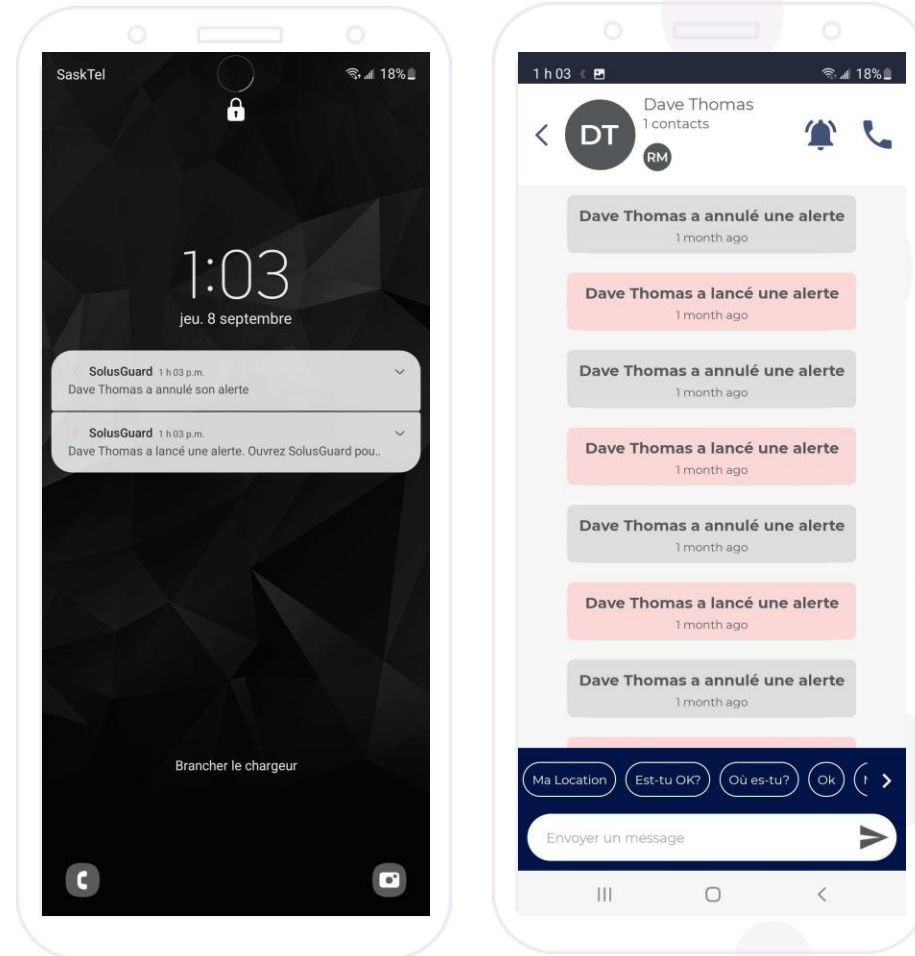 SaskTel
18%
1:03
jeu. 8 septembre
SolusGuard 1 h 03 p.m.
Dave Thomas a annulé son alerte
SolusGuard 1 h 03 p.m.
Dave Thomas a lancé une alerte. Ouvrez SolusGuard pou..
Brancher le chargeur
1 h 03
18%
Dave Thomas
1 contacts
DT
RM
Dave Thomas a annulé une alerte
1 month ago
Dave Thomas a lancé une alerte
1 month ago
Dave Thomas a annulé une alerte
1 month ago
Dave Thomas a lancé une alerte
1 month ago
Dave Thomas a annulé une alerte
1 month ago
Dave Thomas a lancé une alerte
1 month ago
Dave Thomas a annulé une alerte
1 month ago
Ma Location
Est-tu OK?
Où es-tu?
Ok
Envoyer un message